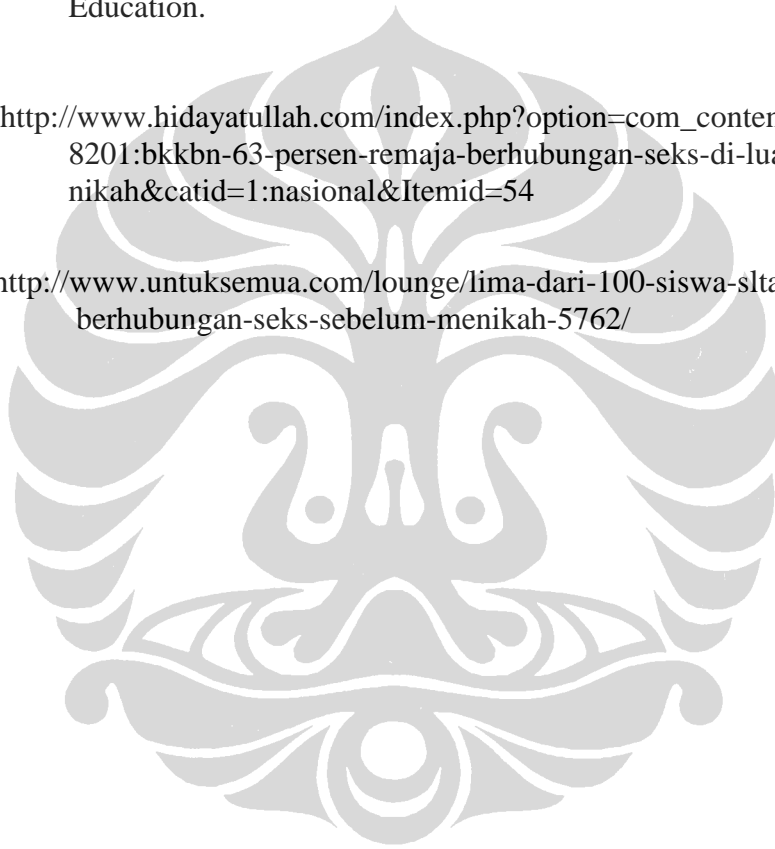 Education.
http://www.hidayatullah.com/index.php?option=com_conten
8201:bkkbn-63-persen-remaja-berhubungan-seks-di-lua
nikah&catid=1:nasional&Itemid=54
http://www.untuksemua.com/lounge/lima-dari-100-siswa-slta
berhubungan-seks-sebelum-menikah-5762/